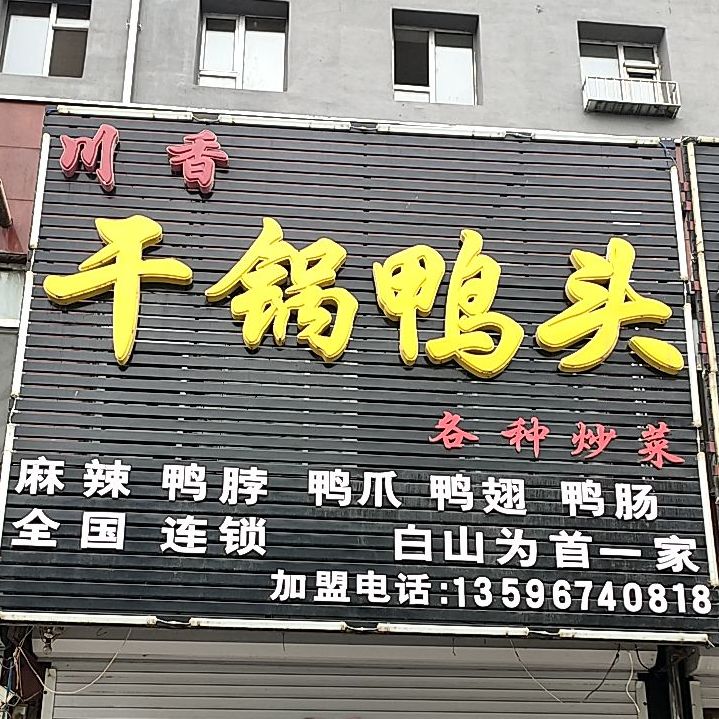 川香
干锅鸭头
各种炒菜
麻辣 鸭脖 鸭爪 鸭翅 鸭肠
全国 连锁 白山为首一家
加盟电话:13596740818